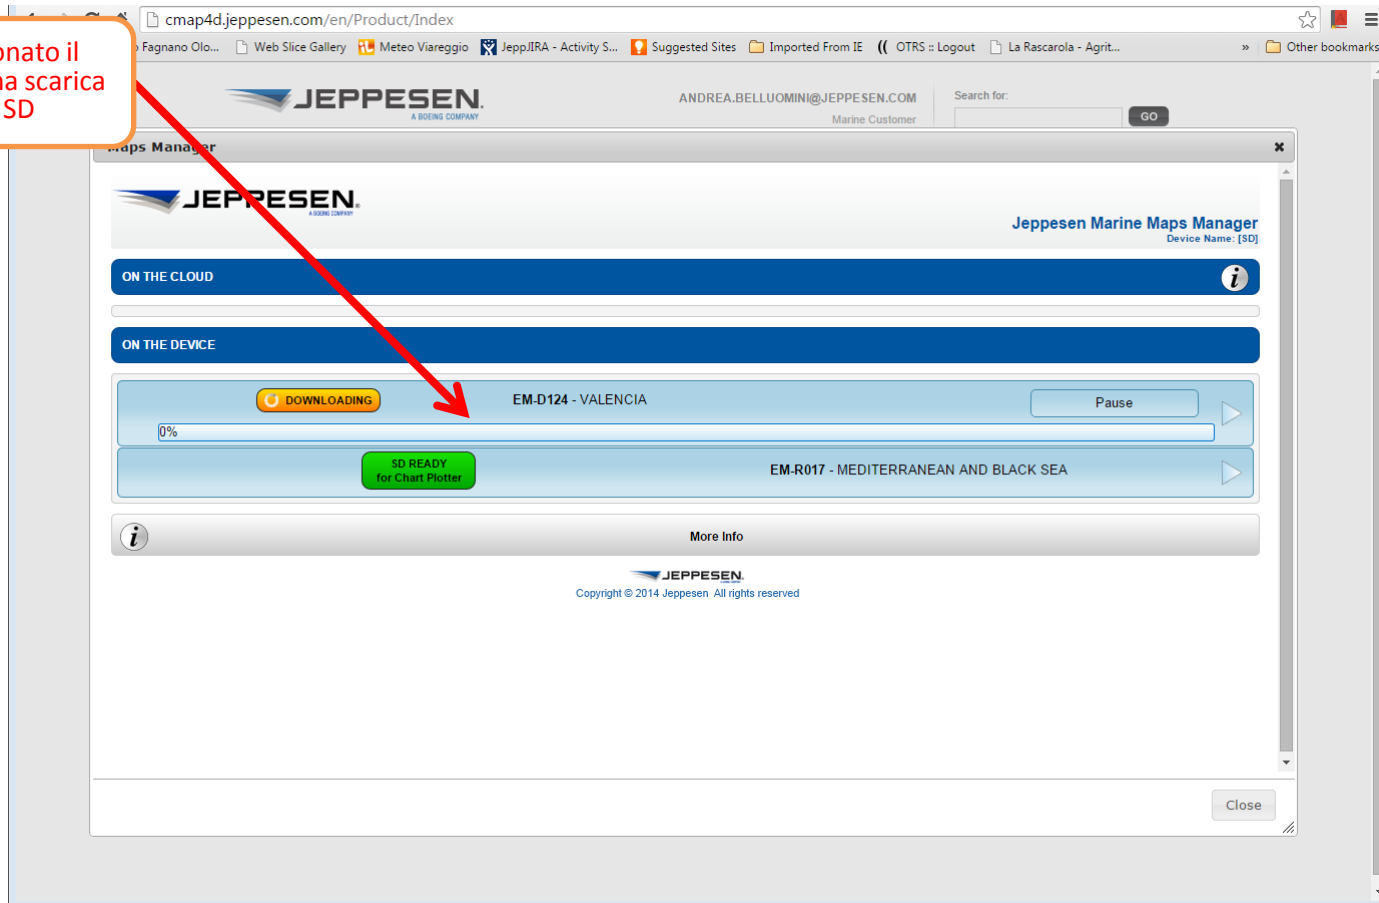 cmap4d.jeppesen.com/en/Product/Index
Fagnano Olo... Web Slice Gallery Meteo Viareggio JeppJIRA - Activity S... Suggested Sites Imported From IE OTRS :: Logout La Rascarola - Agrit... » Other bookmarks
onato il
na scarica
SD
JEPPESEN.
A BOEING COMPANY
ANDREA.BELLUOMINI@JEPPESEN.COM
Marine Customer
Search for:
GO
Maps Manager
JEPPESEN.
A BOEING COMPANY
Jeppesen Marine Maps Manager
Device Name: [SD]
ON THE CLOUD
ON THE DEVICE
DOWNLOADING EM-D124 - VALENCIA Pause
0%
SD READY
for Chart Plotter
EM-R017 - MEDITERRANEAN AND BLACK SEA
More Info
JEPPESEN.
Copyright © 2014 Jeppesen All rights reserved
Close